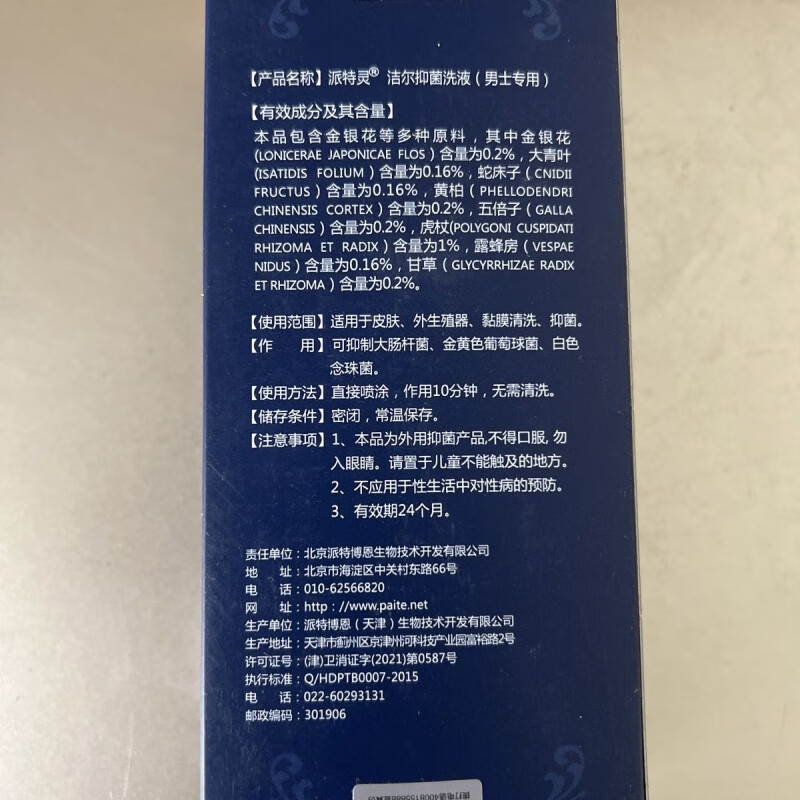 【产品名称】派特灵® 洁尔抑菌洗液（男士专用）
【有效成分及其含量】
本品包含金银花等多种原料，其中金银花
(LONICERAE JAPONICAE FLOS）含量为0.2%，大青叶
(ISATIDIS FOLIUM）含量为0.16%，蛇床子（CNIDII
FRUCTUS）含量为0.16%，黄柏（PHELLODENDRI
CHINENSIS CORTEX）含量为0.2%，五倍子（GALLA
CHINENSIS）含量为0.2%，虎杖(POLYGONI CUSPIDATI
RHIZOMA ET RADIX）含量为1%，露蜂房（VESPAE
NIDUS）含量为0.16%，甘草（GLYCYRRHIZAE RADIX
ET RHIZOMA）含量为0.2%。
【使用范围】适用于皮肤、外生殖器、黏膜清洗、抑菌。
【作 用】可抑制大肠杆菌、金黄色葡萄球菌、白色
念珠菌。
【使用方法】直接喷涂，作用10分钟，无需清洗。
【储存条件】密闭，常温保存。
【注意事项】1、本品为外用抑菌产品,不得口服, 勿
入眼睛。请置于儿童不能触及的地方。
2、不应用于性生活中对性病的预防。
3、有效期24个月。
责任单位：北京派特博恩生物技术开发有限公司
地 址：北京市海淀区中关村东路66号
电 话：010-62566820
网 址：http：//www.paite.net
生产单位：派特博恩（天津）生物技术开发有限公司
生产地址：天津市蓟州区京津州河科技产业园富裕路2号
许可证号：(津)卫消证字(2021)第0587号
执行标准：Q/HDPTB0007-2015
电 话：022-60293131
邮政编码：301906